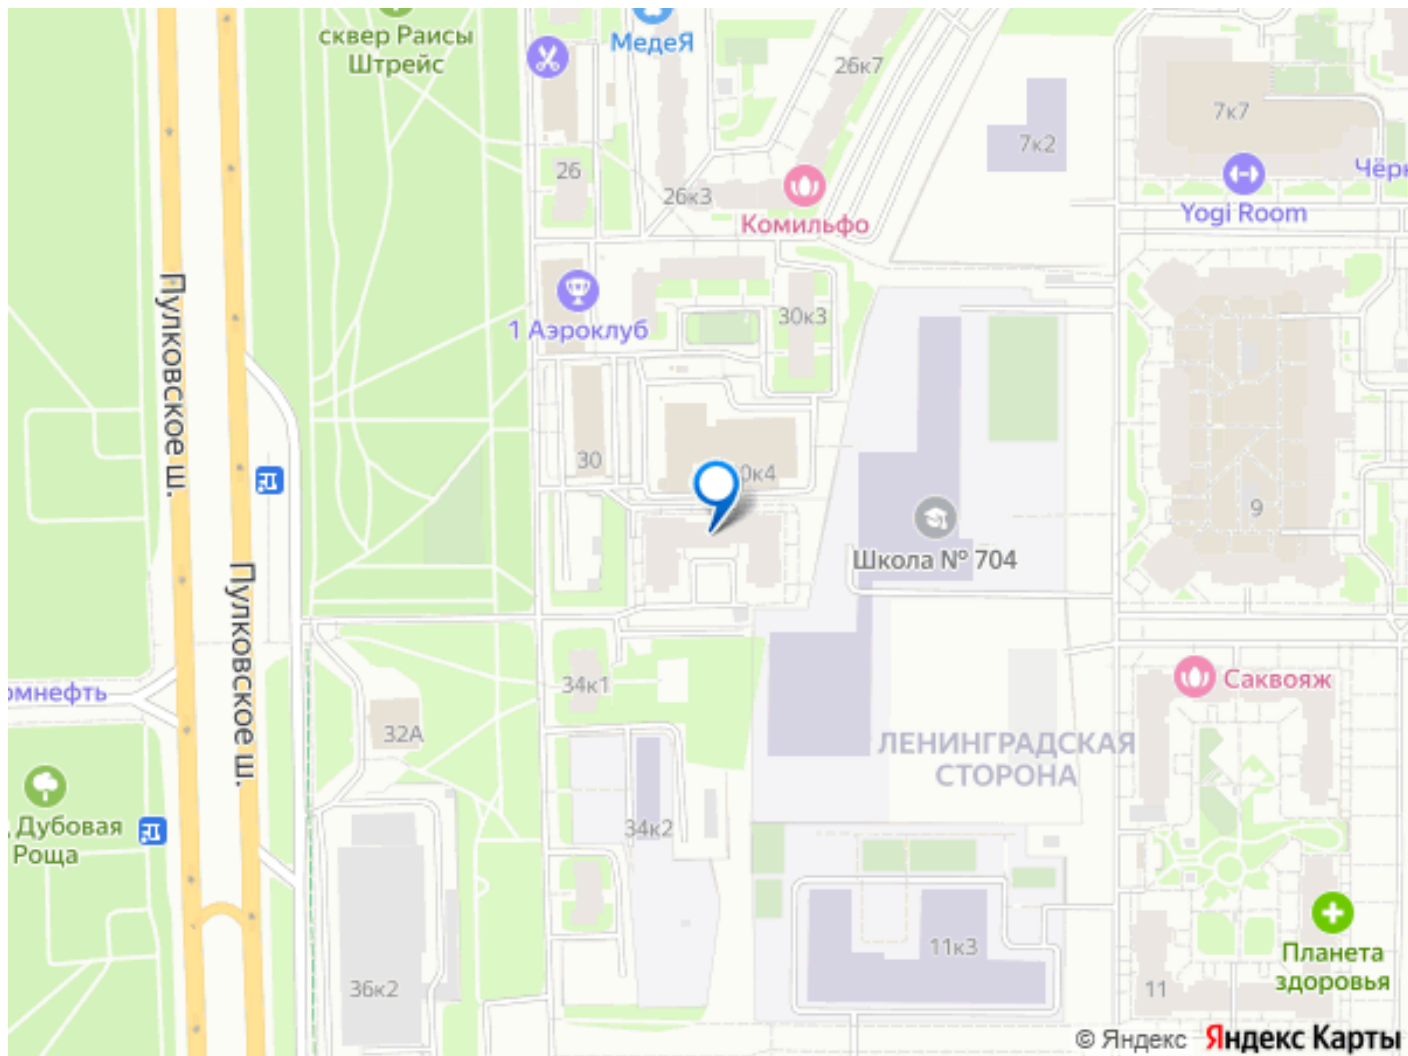 сквер Раисы
Штрейс
МедеЯ
26к7
7к2
7к7
26
26к3
Комильфо
Yogi Room
Пулковское ш.
1 Аэроклуб
30к3
30
0к4
9
Школа № 704
Пулковское ш.
омнефть
34к1
32А
Саквояж
ЛЕНИНГРАДСКАЯ
СТОРОНА
Дубовая
Роща
34к2
11к3
Планета
здоровья
36к2
11
© Яндекс Яндекс Карты